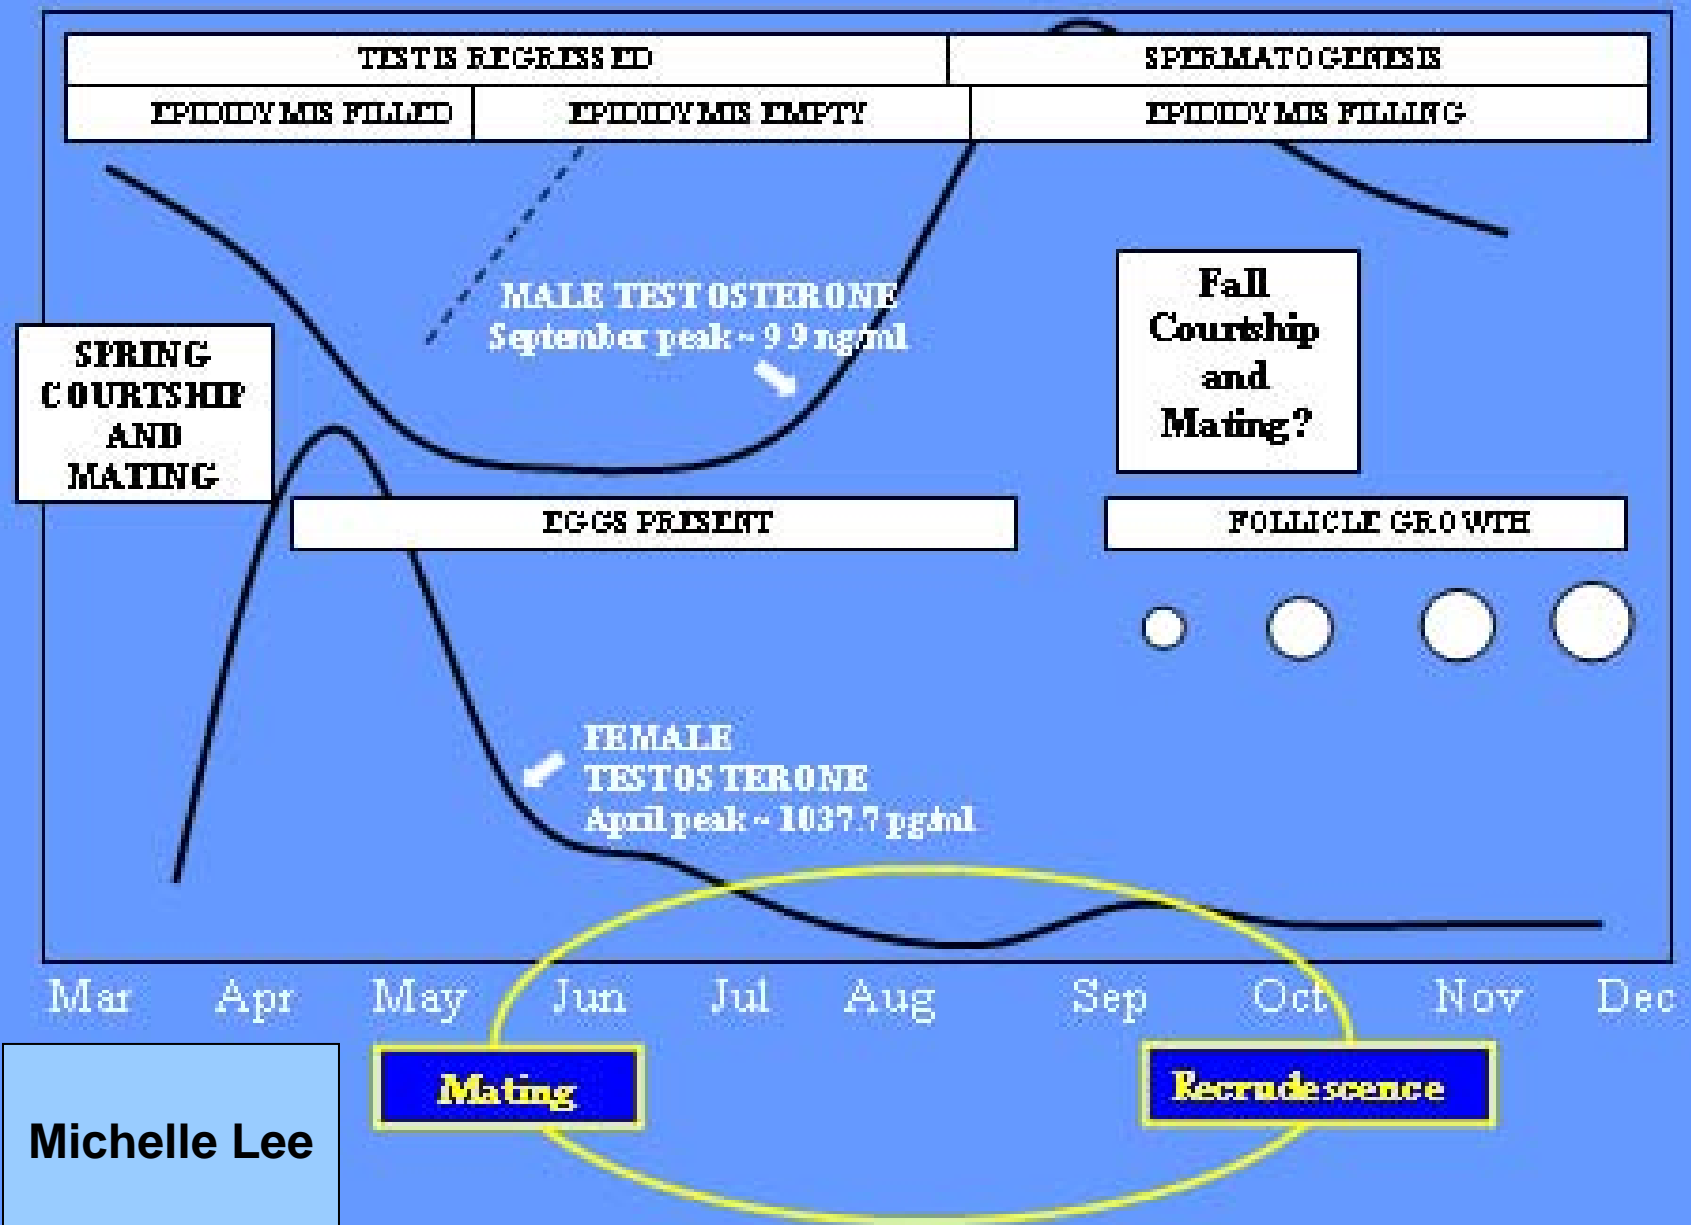 TESTIS REGRESSED
SPERMATOGENESIS
EPIDIDYMIS FILLED
EPIDIDYMIS EMPTY
EPIDIDYMIS FILLING
MALE TESTOSTERONE
September peak ~ 9.9 ng/ml
SPRING
COURTSHIP
AND
MATING
Fall
Courtship
and
Mating?
EGGS PRESENT
FOLLICLE GROWTH
FEMALE
TESTOSTERONE
April peak ~ 1037.7 pg/ml
Mar Apr May Jun Jul Aug Sep Oct Nov Dec
Mating
Recrudescence
Michelle Lee